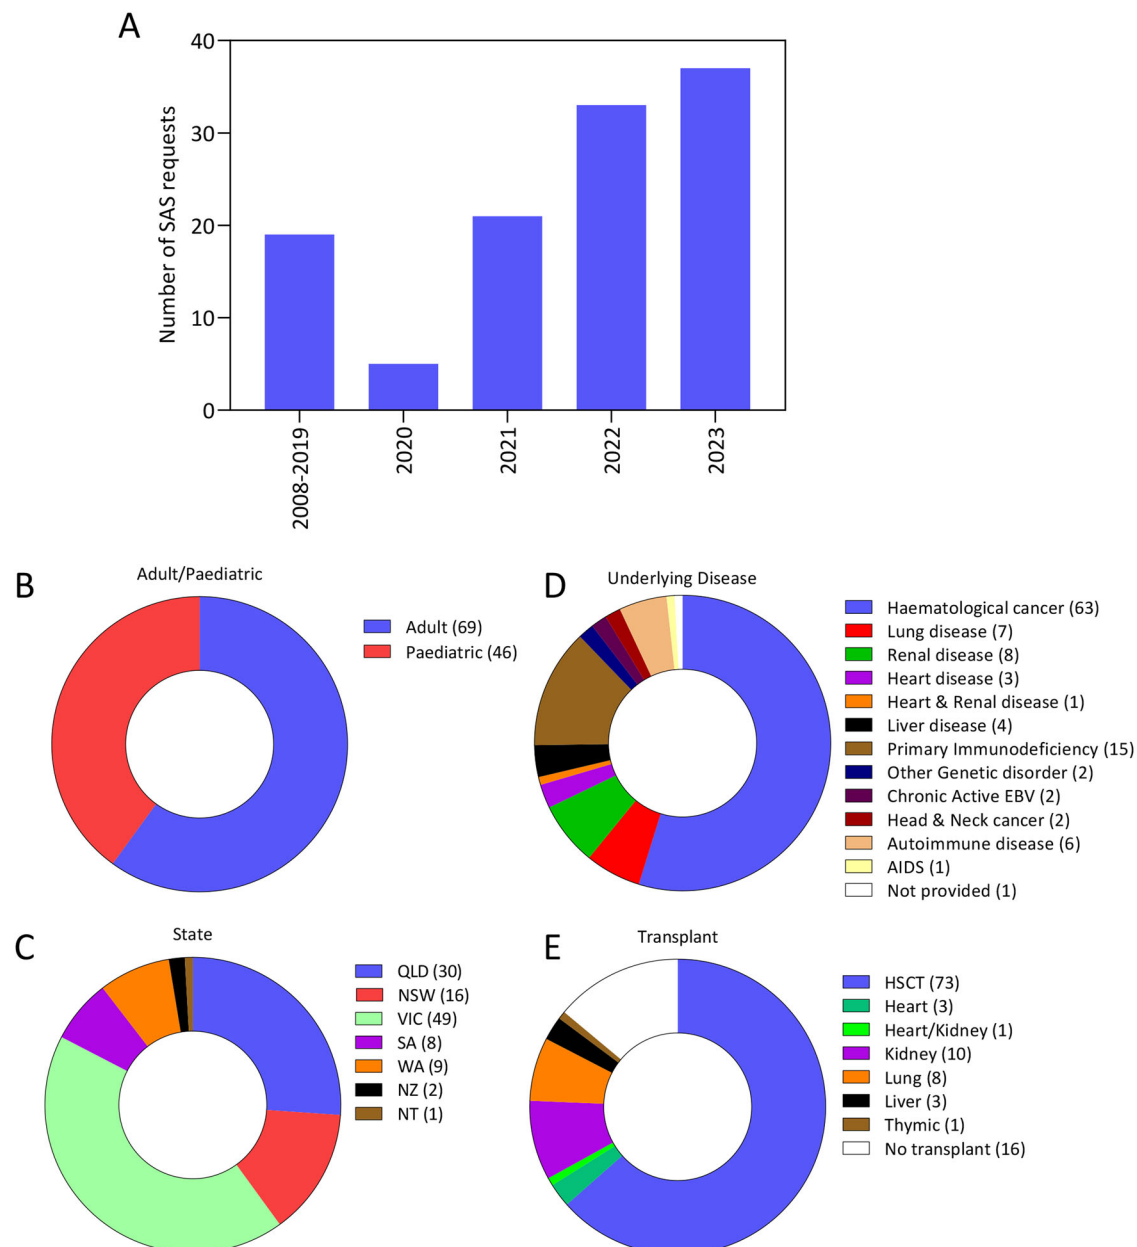 A
Number of SAS requests
40
30
20
10
0
2008-2019
2020
2021
2022
2023
B
Adult/Paediatric
Adult (69)
Paediatric (46)
D
Underlying Disease
Haematological cancer (63)
Lung disease (7)
Renal disease (8)
Heart disease (3)
Heart & Renal disease (1)
Liver disease (4)
Primary Immunodeficiency (15)
Other Genetic disorder (2)
Chronic Active EBV (2)
Head & Neck cancer (2)
Autoimmune disease (6)
AIDS (1)
Not provided (1)
C
State
QLD (30)
NSW (16)
VIC (49)
SA (8)
WA (9)
NZ (2)
NT (1)
E
Transplant
HSCT (73)
Heart (3)
Heart/Kidney (1)
Kidney (10)
Lung (8)
Liver (3)
Thymic (1)
No transplant (16)